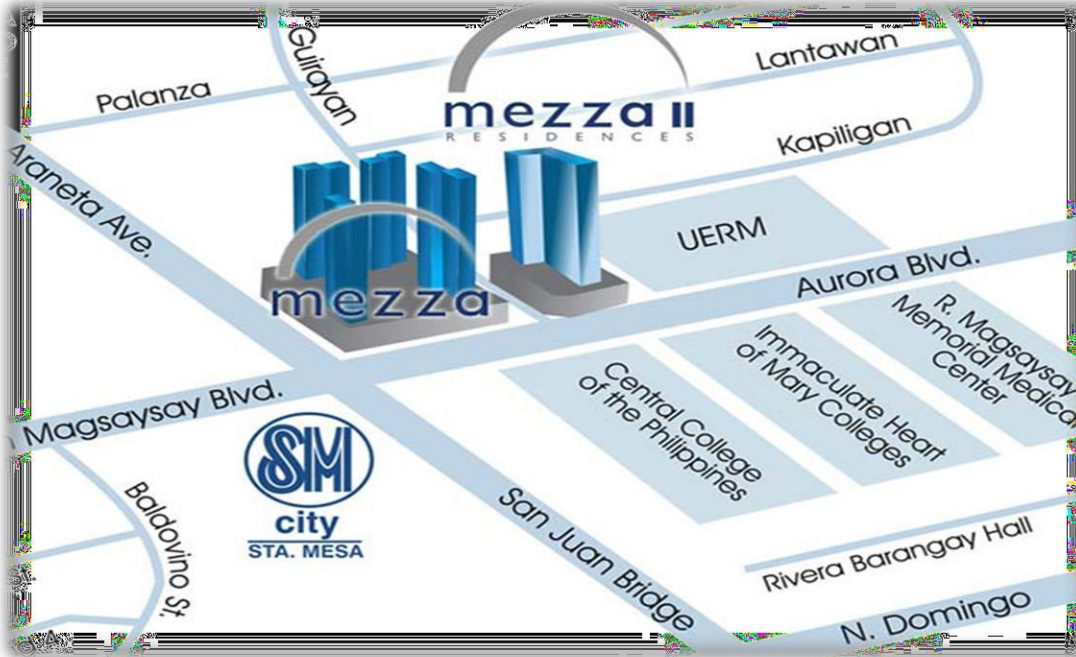 Guirayan
Lantawan
Palanza
mezza II
RESIDENCES
Kapiligan
Araneta Ave.
UERM
Aurora Blvd.
mezza
R. Magsaysay
Memorial Medical
Center
Immaculate Heart
of Mary Colleges
Central College
of the Philippines
Magsaysay Blvd.
SM
city
STA. MESA
Baldovino St.
San Juan Bridge
Rivera Barangay Hall
N. Domingo
St.